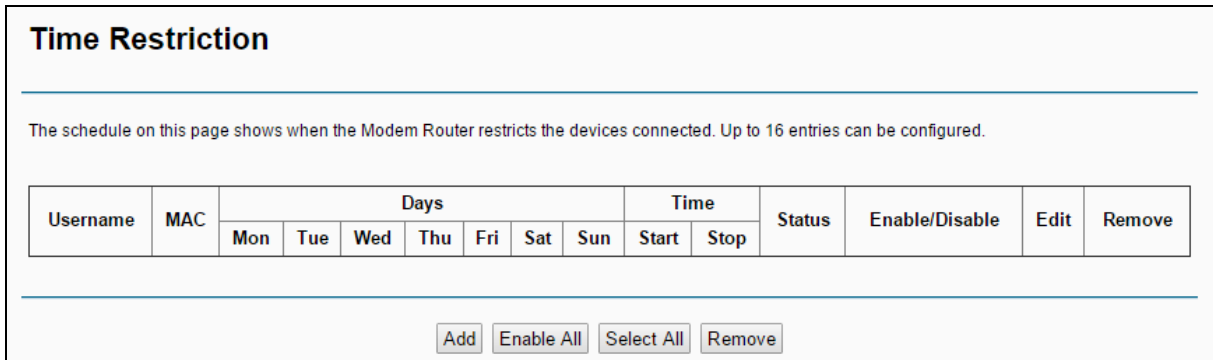 Time Restriction
The schedule on this page shows when the Modem Router restricts the devices connected. Up to 16 entries can be configured.
Username MAC Days Time Status Enable/Disable Edit Remove
Mon Tue Wed Thu Fri Sat Sun Start Stop
Add Enable All Select All Remove